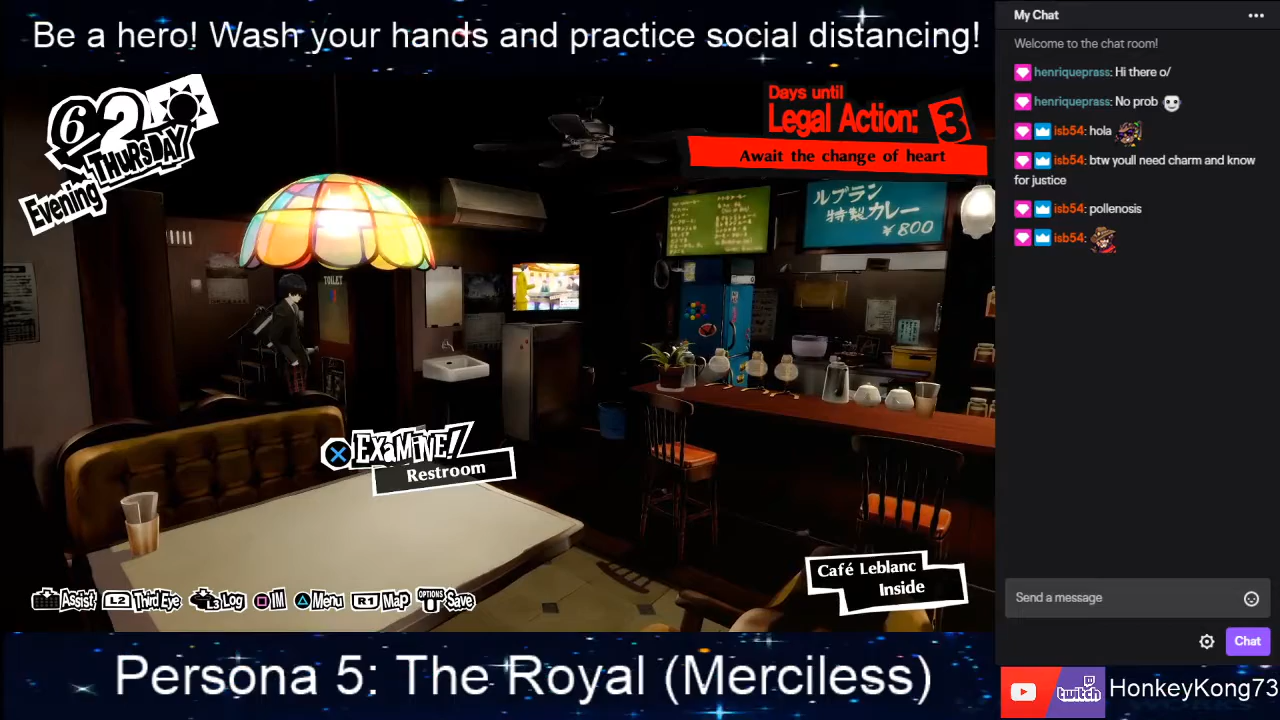 Be a hero! Wash your hands and practice social distancing!
6 2
THURSDAY
Evening
Days until
Legal Action: 3
Await the change of heart
TOILET
ルブラン
特製カレー
¥800
EXAMINE!!
Restroom
Café Leblanc
Inside
Assist L2 Third Eye L3 Log IM Menu R1 Map OPTIONS Save
Persona 5: The Royal (Merciless)
My Chat
Welcome to the chat room!
henriqueprass: Hi there o/
henriqueprass: No prob
isb54: hola
isb54: btw youll need charm and know
for justice
isb54: pollenosis
isb54:
Send a message
Chat
twitch
HonkeyKong73